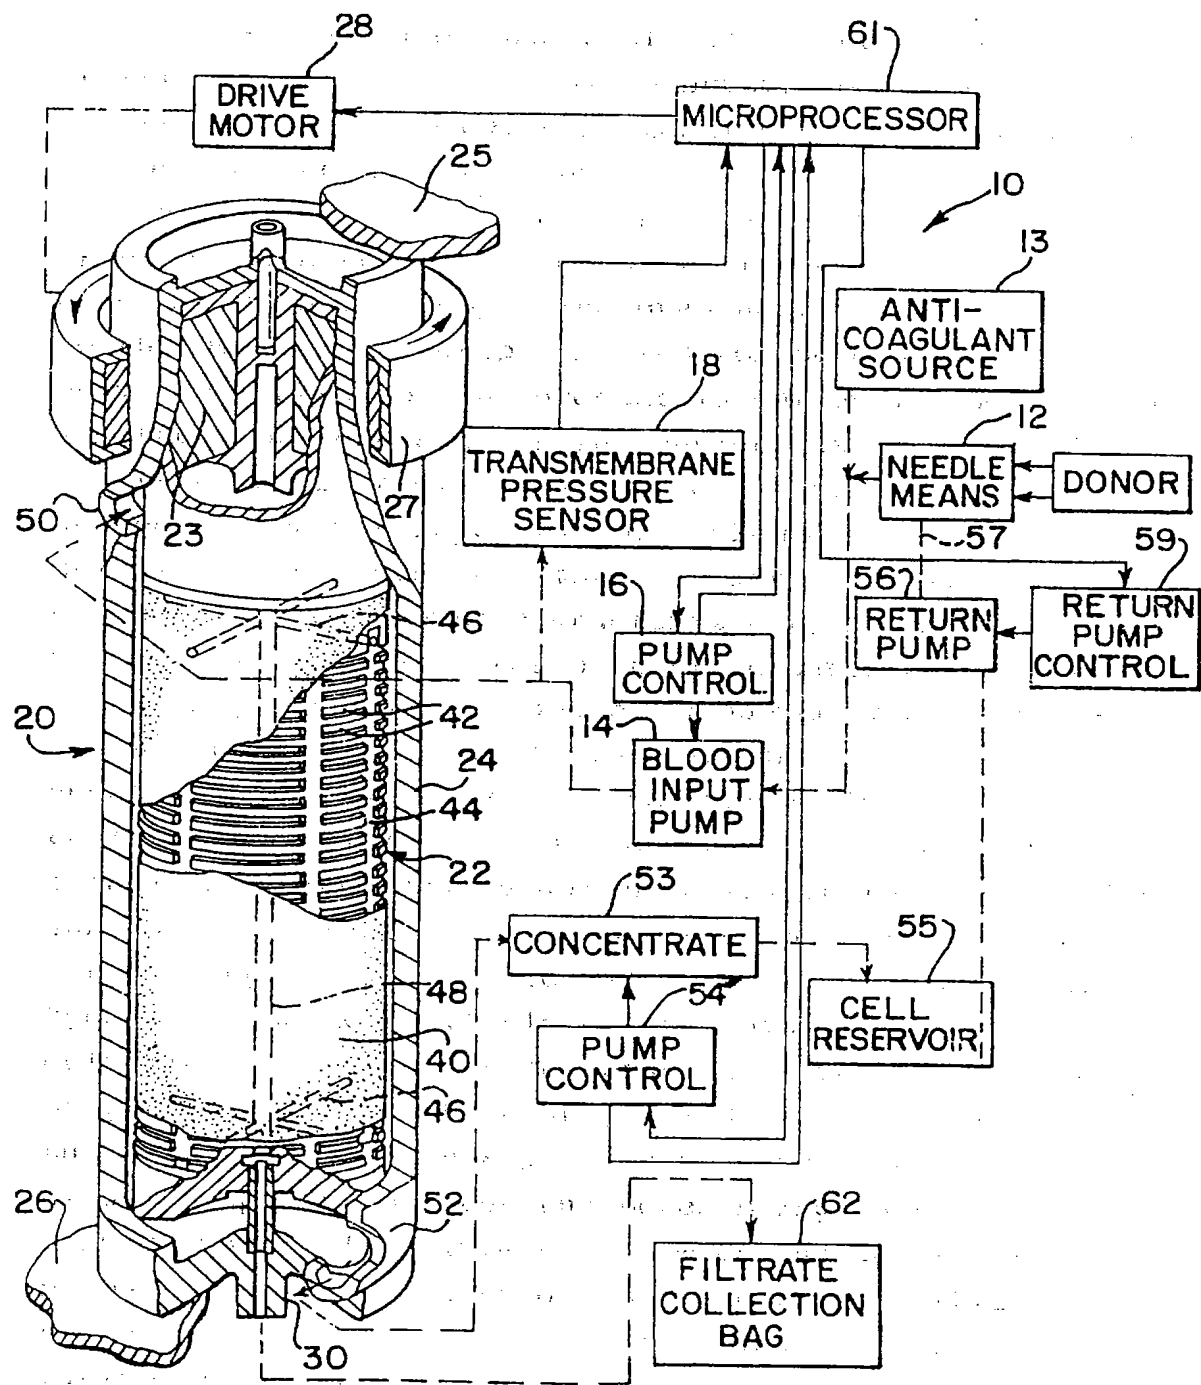 28
61
DRIVE
MOTOR
MICROPROCESSOR
25
10
13
ANTI-
COAGULANT
SOURCE
18
12
TRANSMEMBRANE
PRESSURE
SENSOR
NEEDLE
MEANS
DONOR
50
23
27
57
59
16
56
46
PUMP
CONTROL
RETURN
PUMP
RETURN
PUMP
CONTROL
42
14
20
24
BLOOD
INPUT
PUMP
44
22
53
55
CONCENTRATE
48
54
CELL
RESERVOIR
40
PUMP
CONTROL
46
26
52
62
FILTRATE
COLLECTION
BAG
30